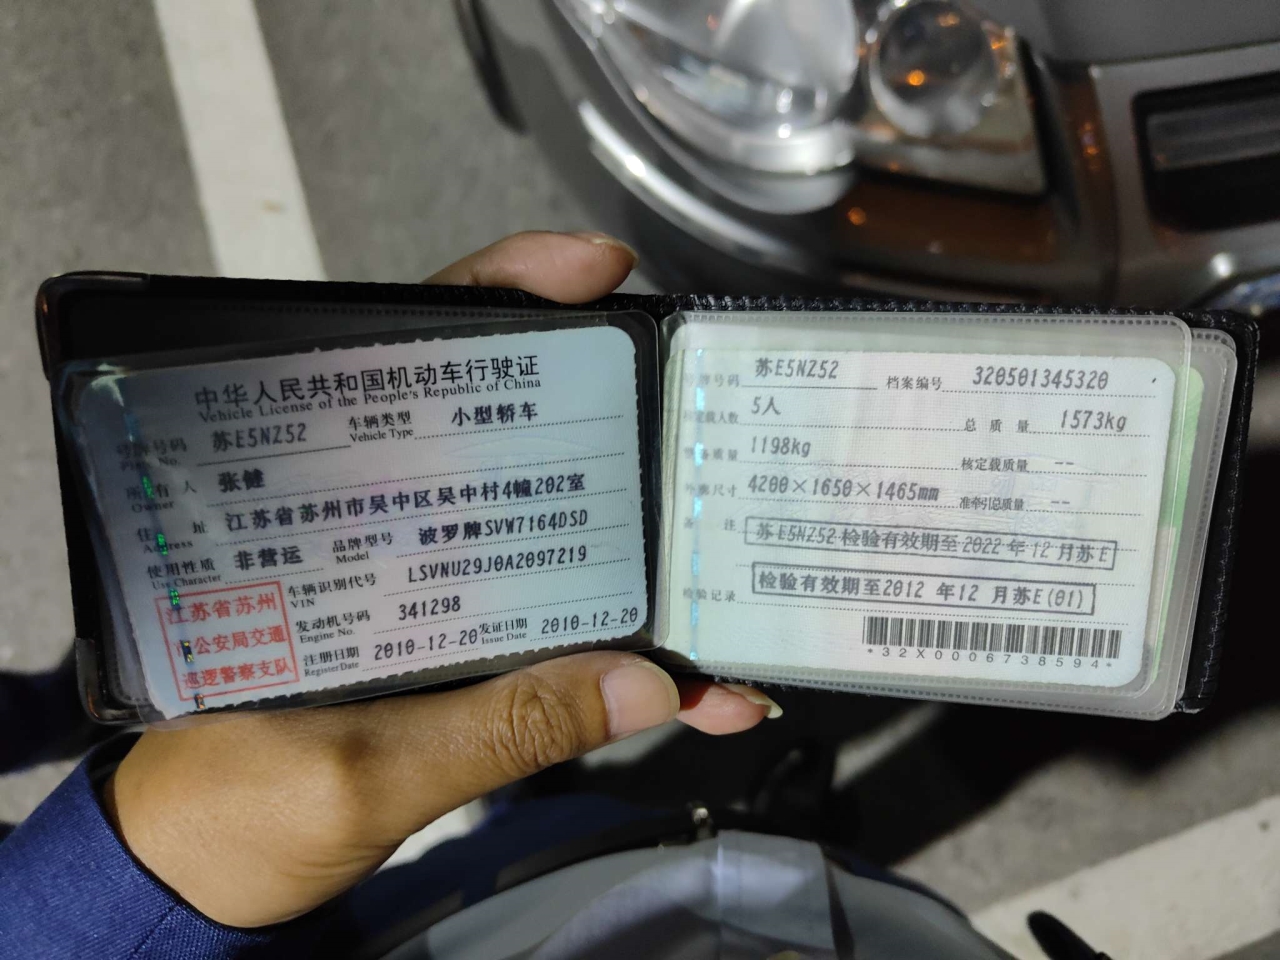 中华人民共和国机动车行驶证
Vehicle License of the People's Republic of China
号牌号码 苏E5NZ52 车辆类型 小型轿车
Plate No. Vehicle Type
所有人 张健
Owner
住址 江苏省苏州市吴中区吴中村4幢202室
Address
使用性质 非营运 品牌型号 波罗牌SVW7164DSD
Use Character Model
车辆识别代号 LSVNU29J0A2097219
VIN
发动机号码 341298
Engine No.
注册日期 2010-12-20 发证日期 2010-12-20
Register Date Issue Date
江苏省苏州
市公安局交通
巡逻警察支队
号牌号码 苏E5NZ52 档案编号 320501345320
核定载人数 5人 总质量 1573kg
整备质量 1198kg 核定载质量 --
外廓尺寸 4200×1650×1465mm 准牵引总质量 --
备注 苏E5NZ52 检验有效期至2022年12月苏E
检验有效期至2012 年12 月苏E(01)
检验记录
*32X0006738594*